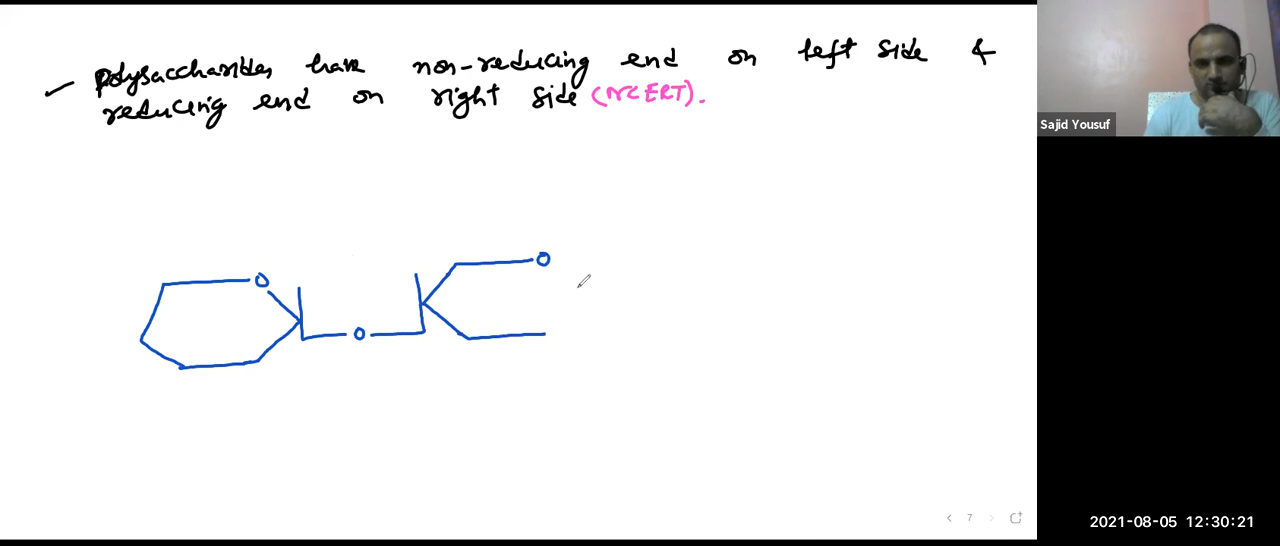 Polysaccharides have non-reducing end on left side &
reducing end on right side (NCERT).
Sajid Yousuf
O
O
O
7
2021-08-05 12:30:21